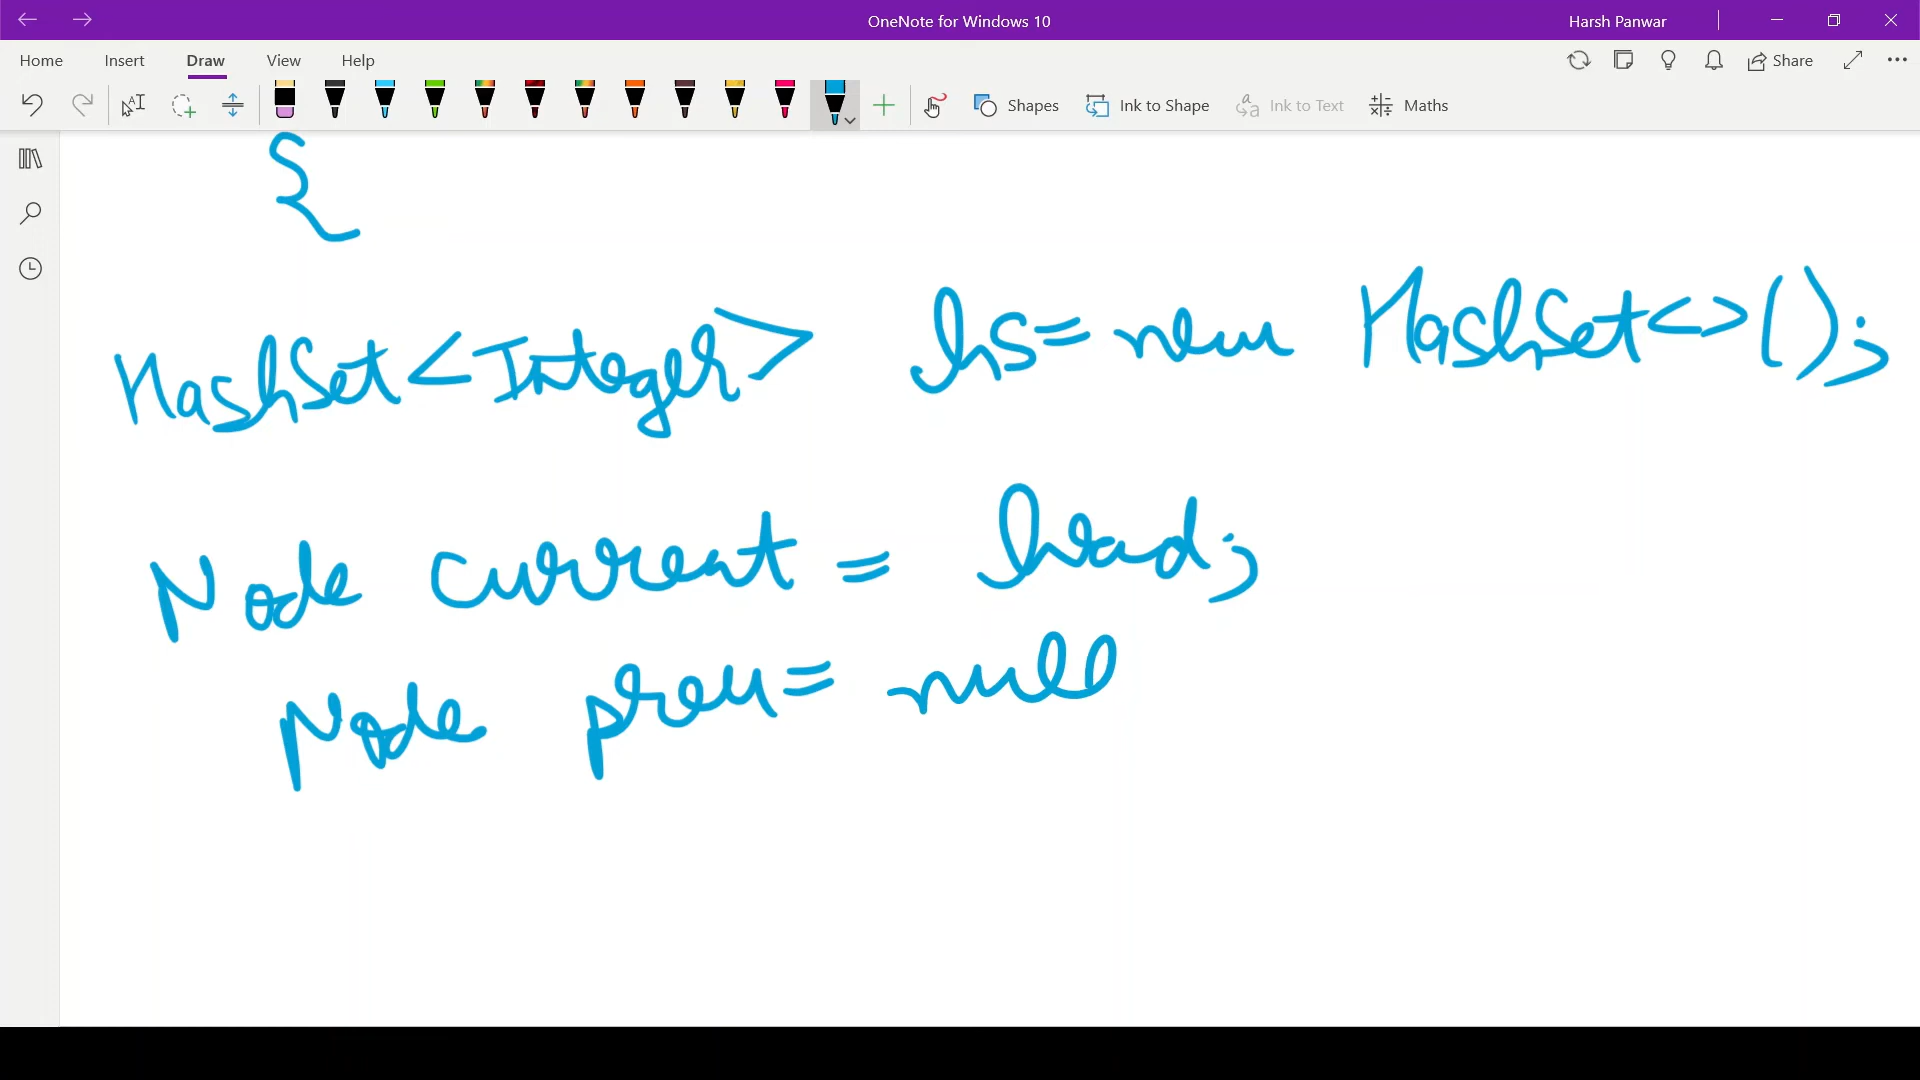 OneNote for Windows 10
Harsh Panwar
Home Insert Draw View Help
Share
Shapes Ink to Shape Ink to Text Maths
{
HashSet<Integer> hs=new HashSet<>();
Node current = head;
Node prev= null